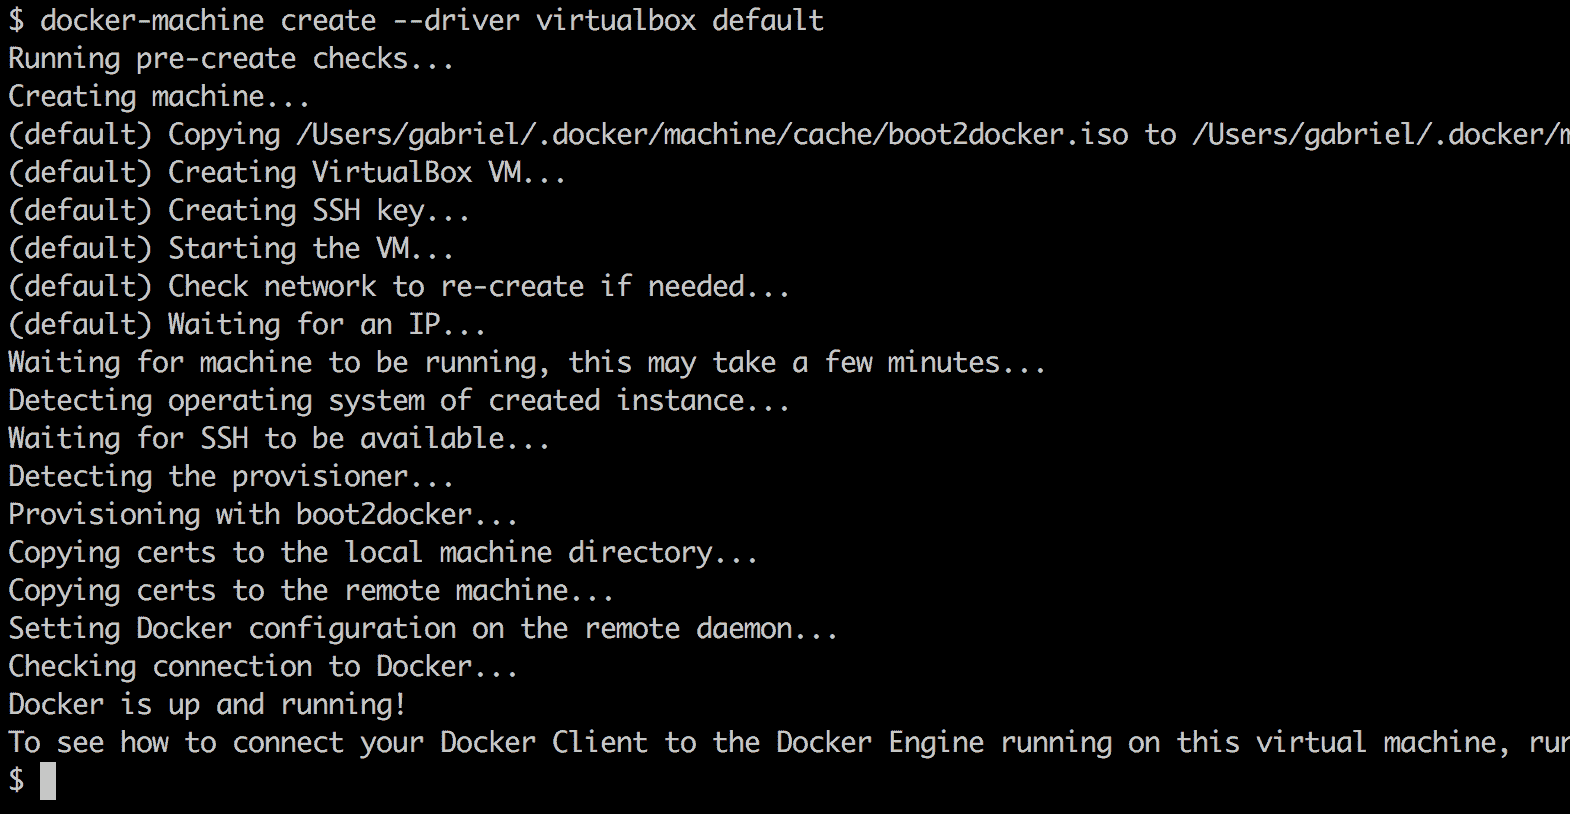 $ docker-machine create --driver virtualbox default
Running pre-create checks...
Creating machine...
(default) Copying /Users/gabriel/.docker/machine/cache/boot2docker.iso to /Users/gabriel/.docker/m
(default) Creating VirtualBox VM...
(default) Creating SSH key...
(default) Starting the VM...
(default) Check network to re-create if needed...
(default) Waiting for an IP...
Waiting for machine to be running, this may take a few minutes...
Detecting operating system of created instance...
Waiting for SSH to be available...
Detecting the provisioner...
Provisioning with boot2docker...
Copying certs to the local machine directory...
Copying certs to the remote machine...
Setting Docker configuration on the remote daemon...
Checking connection to Docker...
Docker is up and running!
To see how to connect your Docker Client to the Docker Engine running on this virtual machine, run
$